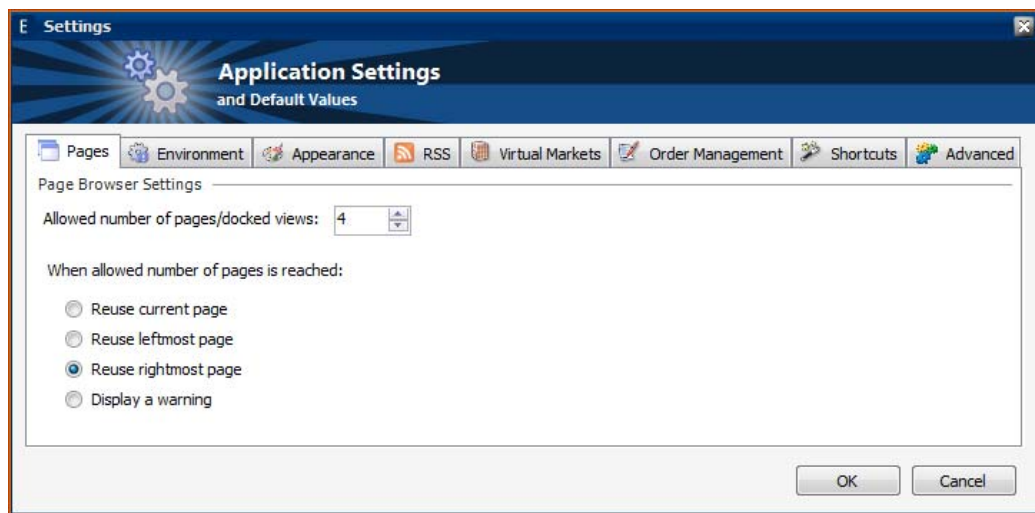 E Settings
Application Settings
and Default Values
Pages Environment Appearance RSS Virtual Markets Order Management Shortcuts Advanced
Page Browser Settings
Allowed number of pages/docked views: 4
When allowed number of pages is reached:
Reuse current page
Reuse leftmost page
Reuse rightmost page
Display a warning
OK Cancel